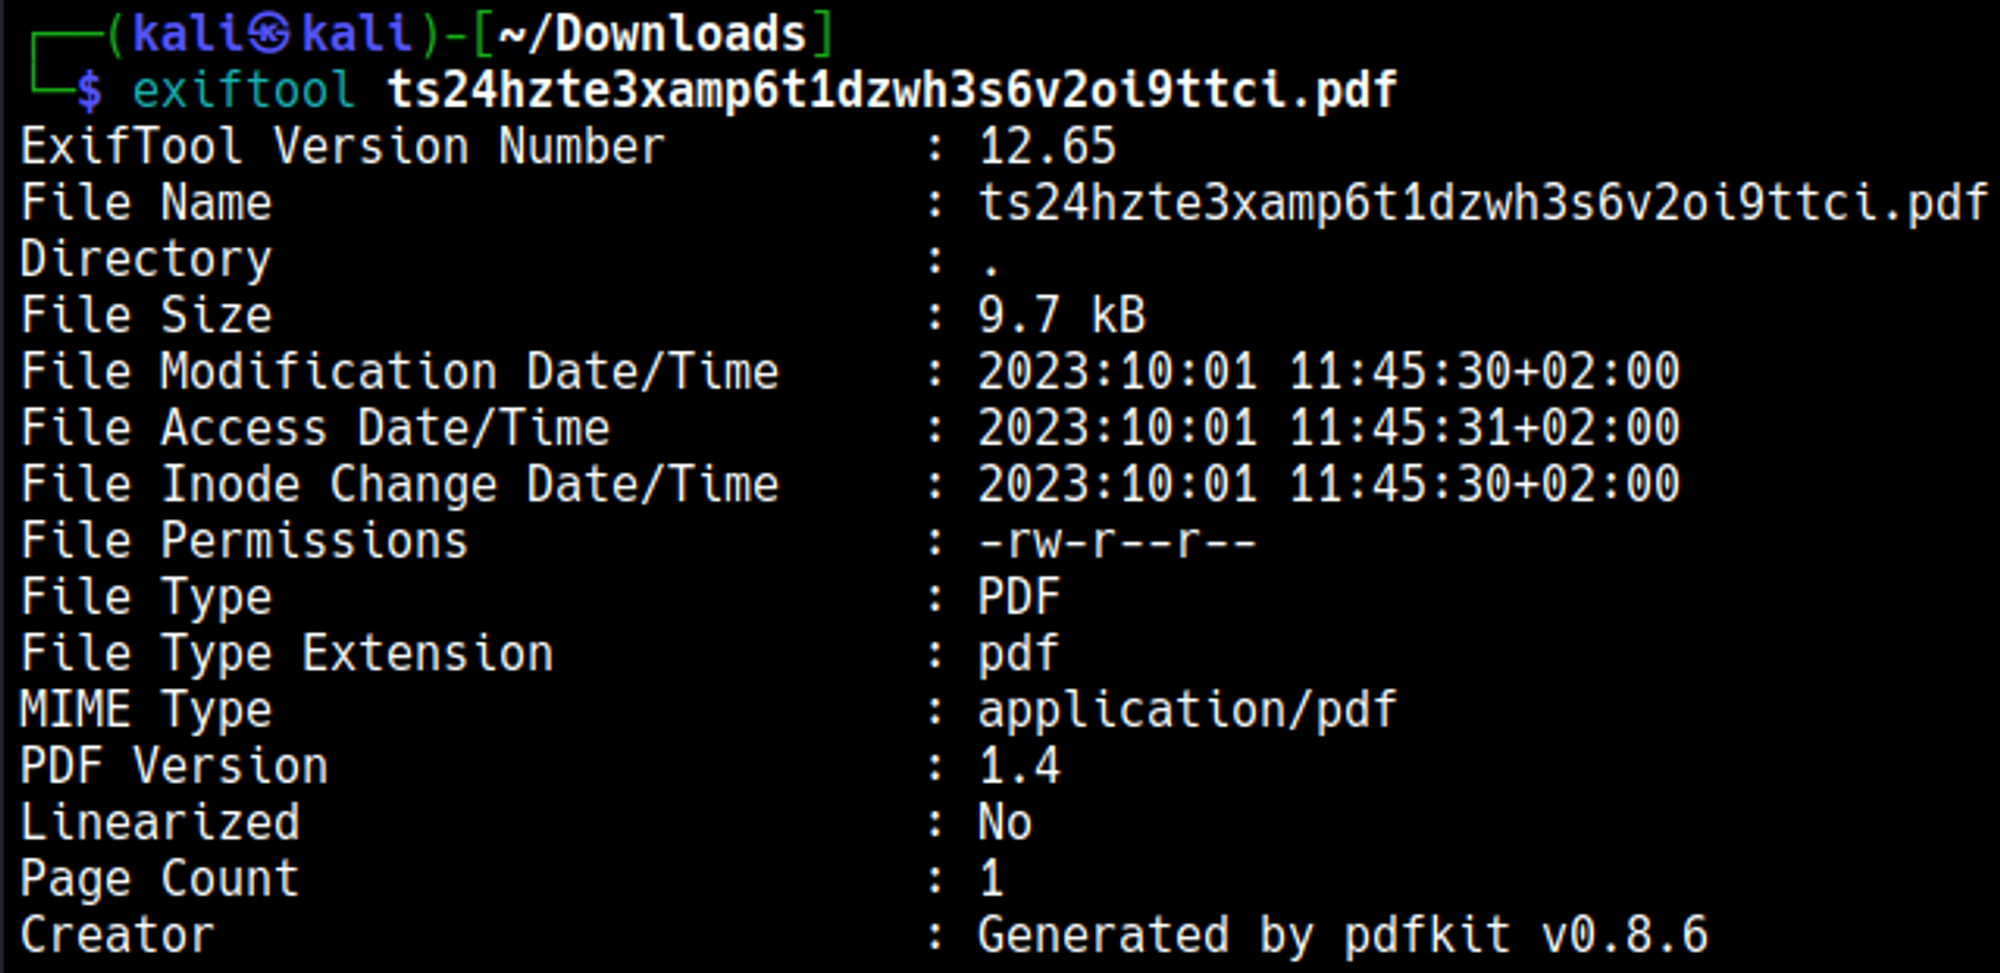 ┌──(kali㉿kali)-[~/Downloads]
└─$ exiftool ts24hzte3xamp6t1dzwh3s6v2oi9ttci.pdf
ExifTool Version Number         : 12.65
File Name                       : ts24hzte3xamp6t1dzwh3s6v2oi9ttci.pdf
Directory                       : .
File Size                       : 9.7 kB
File Modification Date/Time     : 2023:10:01 11:45:30+02:00
File Access Date/Time           : 2023:10:01 11:45:31+02:00
File Inode Change Date/Time     : 2023:10:01 11:45:30+02:00
File Permissions                : -rw-r--r--
File Type                       : PDF
File Type Extension             : pdf
MIME Type                       : application/pdf
PDF Version                     : 1.4
Linearized                      : No
Page Count                      : 1
Creator                         : Generated by pdfkit v0.8.6